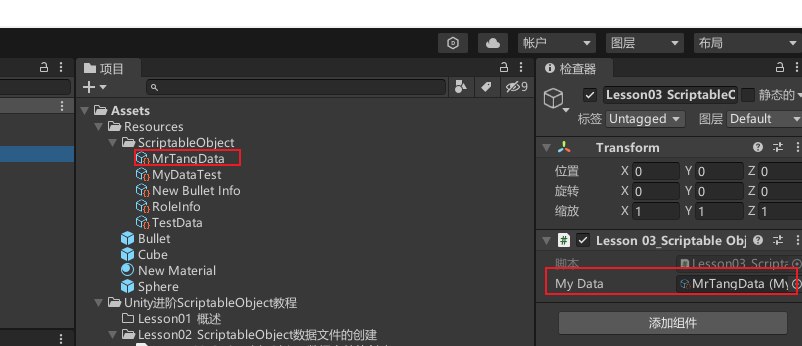 帐户 图层 布局
项目
9
Assets
Resources
ScriptableObject
MrTangData
MyDataTest
New Bullet Info
RoleInfo
TestData
Bullet
Cube
New Material
Sphere
Unity进阶ScriptableObject教程
Lesson01 概述
Lesson02 ScriptableObject数据文件的创建
检查器
Lesson03 ScriptableC 静态的
标签 Untagged 图层 Default
Transform
位置 X 0 Y 0 Z 0
旋转 X 0 Y 0 Z 0
缩放 X 1 Y 1 Z 1
Lesson 03_Scriptable Obj
脚本 Lesson03_Scripta
My Data MrTangData (My
添加组件